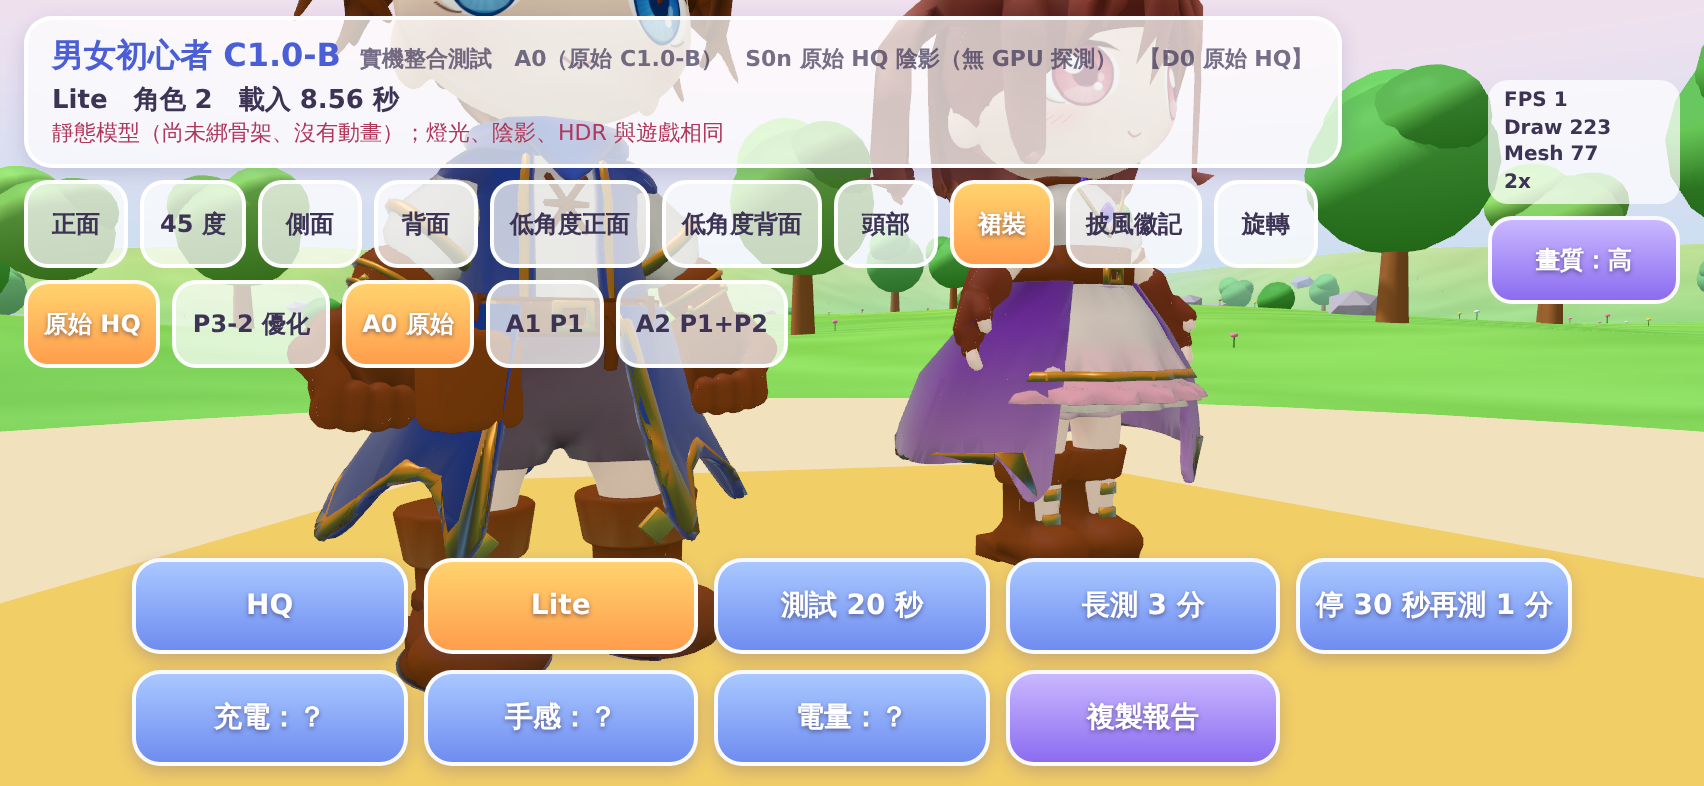 男女初心者 C1.0-B 實機整合測試 A0（原始 C1.0-B） S0n 原始 HQ 陰影（無 GPU 探測） 【D0 原始 HQ】
Lite 角色 2 載入 8.56 秒
靜態模型（尚未綁骨架、沒有動畫）；燈光、陰影、HDR 與遊戲相同
FPS 1
Draw 223
Mesh 77
2x
畫質：高
正面 45 度 側面 背面 低角度正面 低角度背面 頭部 裙裝 披風徽記 旋轉
原始 HQ P3-2 優化 A0 原始 A1 P1 A2 P1+P2
HQ Lite 測試 20 秒 長測 3 分 停 30 秒再測 1 分
充電：？ 手感：？ 電量：？ 複製報告